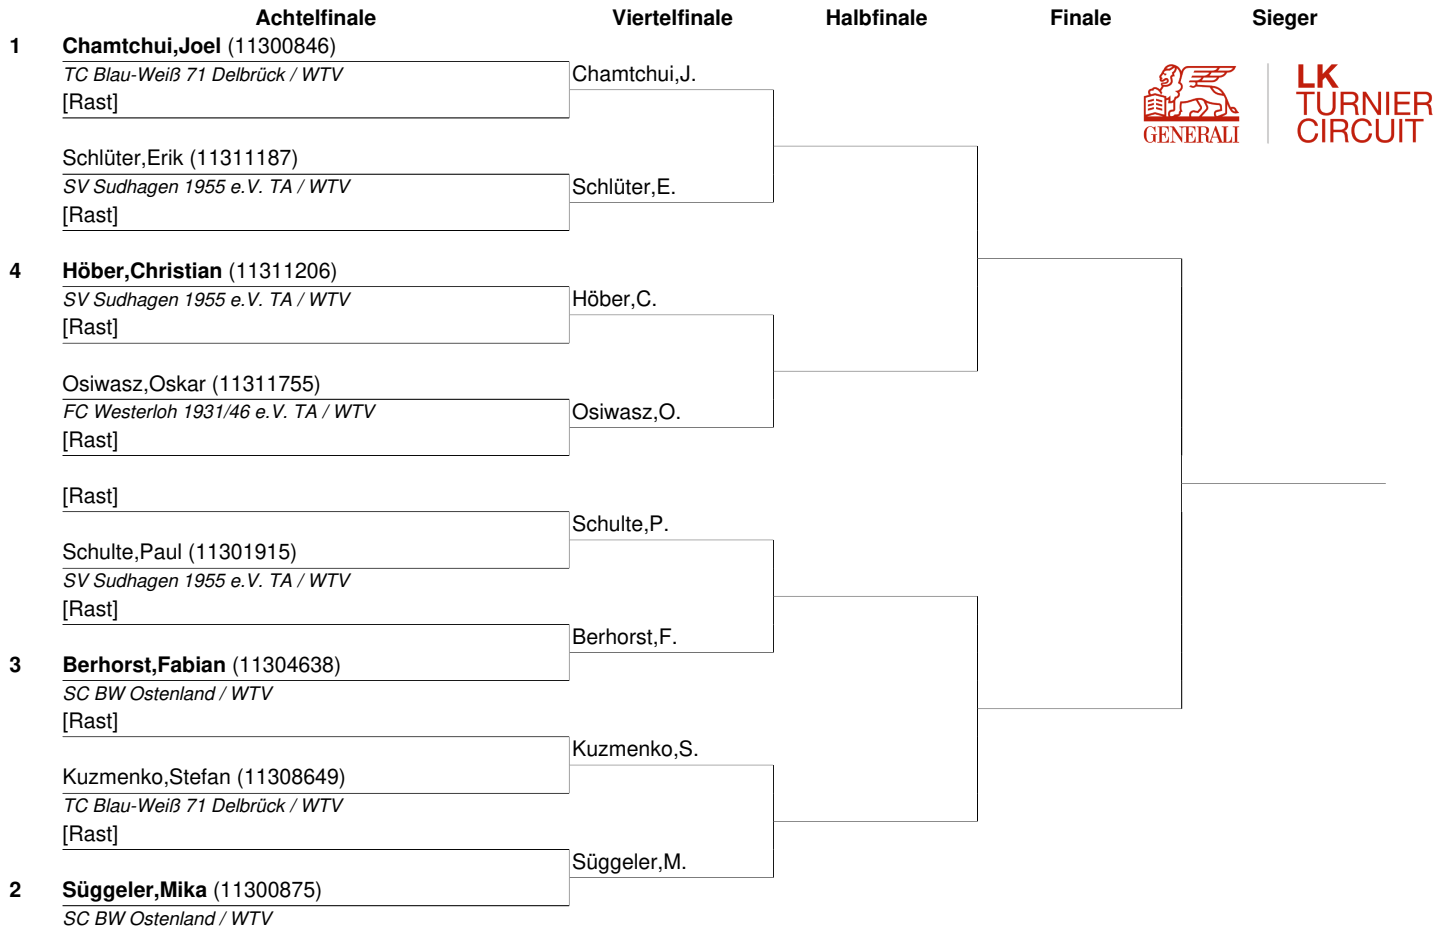 Achtelfinale Viertelfinale Halbfinale Finale Sieger
1 Chamtchui,Joel (11300846)
TC Blau-Weiß 71 Delbrück / WTV Chamtchui,J.
[Rast]
GENERALI
LK
TURNIER
CIRCUIT
Schlüter,Erik (11311187)
SV Sudhagen 1955 e.V. TA / WTV Schlüter,E.
[Rast]
4 Höber,Christian (11311206)
SV Sudhagen 1955 e.V. TA / WTV Höber,C.
[Rast]
Osiwasz,Oskar (11311755)
FC Westerloh 1931/46 e.V. TA / WTV Osiwasz,O.
[Rast]
[Rast]
Schulte,P.
Schulte,Paul (11301915)
SV Sudhagen 1955 e.V. TA / WTV
[Rast]
Berhorst,F.
3 Berhorst,Fabian (11304638)
SC BW Ostenland / WTV
[Rast]
Kuzmenko,S.
Kuzmenko,Stefan (11308649)
TC Blau-Weiß 71 Delbrück / WTV
[Rast]
Süggeler,M.
2 Süggeler,Mika (11300875)
SC BW Ostenland / WTV